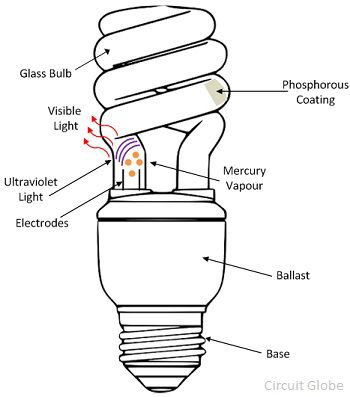 Glass Bulb
Phosphorous
Coating
Visible
Light
Ultraviolet
Light
Mercury
Vapour
Electrodes
Ballast
Base
Circuit Globe